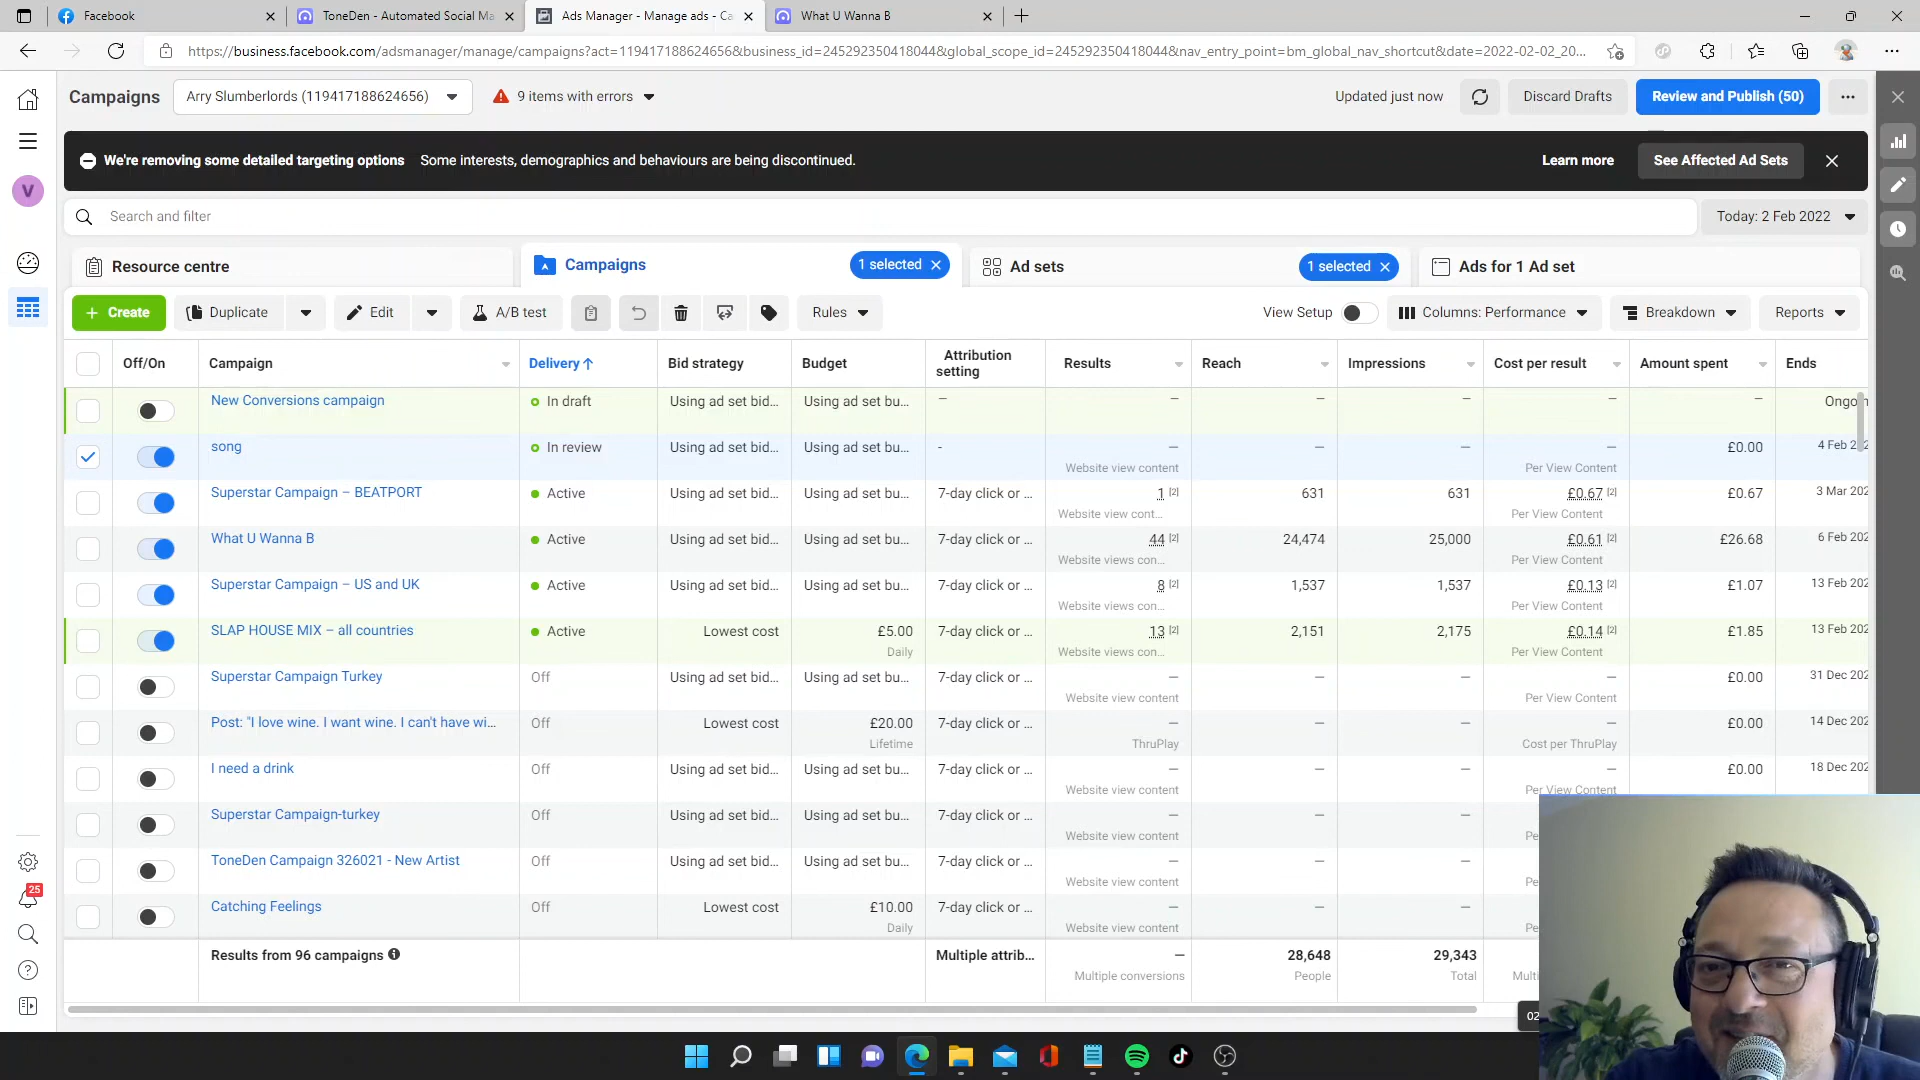 Facebook
ToneDen - Automated Social Ma
Ads Manager - Manage ads - Ca
What U Wanna B
https://business.facebook.com/adsmanager/manage/campaigns?act=119417188624656&business_id=245292350418044&global_scope_id=245292350418044&nav_entry_point=bm_global_nav_shortcut&date=2022-02-02_20...
Campaigns
Arry Slumberlords (119417188624656)
9 items with errors
Updated just now
Discard Drafts
Review and Publish (50)
We're removing some detailed targeting options Some interests, demographics and behaviours are being discontinued.
Learn more
See Affected Ad Sets
V
Search and filter
Today: 2 Feb 2022
Resource centre
Campaigns
1 selected
Ad sets
1 selected
Ads for 1 Ad set
+ Create
Duplicate
Edit
A/B test
Rules
View Setup
Columns: Performance
Breakdown
Reports
Off/On Campaign Delivery↑ Bid strategy Budget Attribution setting Results Reach Impressions Cost per result Amount spent Ends
New Conversions campaign In draft Using ad set bid... Using ad set bu... — — — — — — Ongoin
song In review Using ad set bid... Using ad set bu... - — — — — £0.00 4 Feb 202
Website view content Per View Content
Superstar Campaign – BEATPORT Active Using ad set bid... Using ad set bu... 7-day click or ... 1 [2] 631 631 £0.67 [2] £0.67 3 Mar 202
Website view cont... Per View Content
What U Wanna B Active Using ad set bid... Using ad set bu... 7-day click or ... 44 [2] 24,474 25,000 £0.61 [2] £26.68 6 Feb 202
Website views con... Per View Content
Superstar Campaign – US and UK Active Using ad set bid... Using ad set bu... 7-day click or ... 8 [2] 1,537 1,537 £0.13 [2] £1.07 13 Feb 202
Website views con... Per View Content
SLAP HOUSE MIX – all countries Active Lowest cost £5.00 7-day click or ... 13 [2] 2,151 2,175 £0.14 [2] £1.85 13 Feb 202
Daily Website views con... Per View Content
Superstar Campaign Turkey Off Using ad set bid... Using ad set bu... 7-day click or ... — — — — £0.00 31 Dec 202
Website view content Per View Content
Post: "I love wine. I want wine. I can't have wi... Off Lowest cost £20.00 7-day click or ... — — — — £0.00 14 Dec 202
Lifetime ThruPlay Cost per ThruPlay
I need a drink Off Using ad set bid... Using ad set bu... 7-day click or ... — — — — £0.00 18 Dec 202
Website view content Per View Content
Superstar Campaign-turkey Off Using ad set bid... Using ad set bu... 7-day click or ... — — —
Website view content Pe
ToneDen Campaign 326021 - New Artist Off Using ad set bid... Using ad set bu... 7-day click or ... — — —
Website view content Pe
Catching Feelings Off Lowest cost £10.00 7-day click or ... — — —
Daily Website view content Pe
Results from 96 campaigns Multiple attrib... — 28,648 29,343
Multiple conversions People Total Multi
25
02